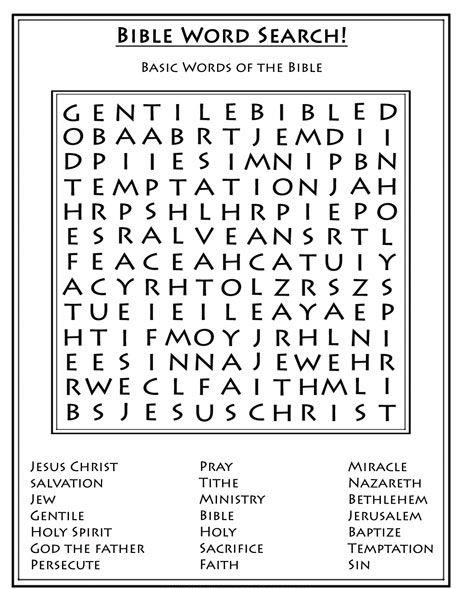 Bible Word Search!
Basic Words of the Bible
G E N T I L E B I B L E D
O B A A B R T J E M D I I
D P I I E S I M N I P B N
T E M P T A T I O N J A H
H R P S H L H R P I E P O
E S R A L V E A N S R T L
F E A C E A H C A T U I Y
A C Y R H T O L Z R S Z S
T U E I E I L E A Y A E P
H T I F M O Y J R H L N I
E E S I N N A J E W E H R
R W E C L F A I T H M L I
B S J E S U S C H R I S T
Jesus Christ Pray Miracle
salvation Tithe Nazareth
Jew Ministry Bethlehem
Gentile Bible Jerusalem
Holy Spirit Holy Baptize
God the father Sacrifice Temptation
Persecute Faith Sin